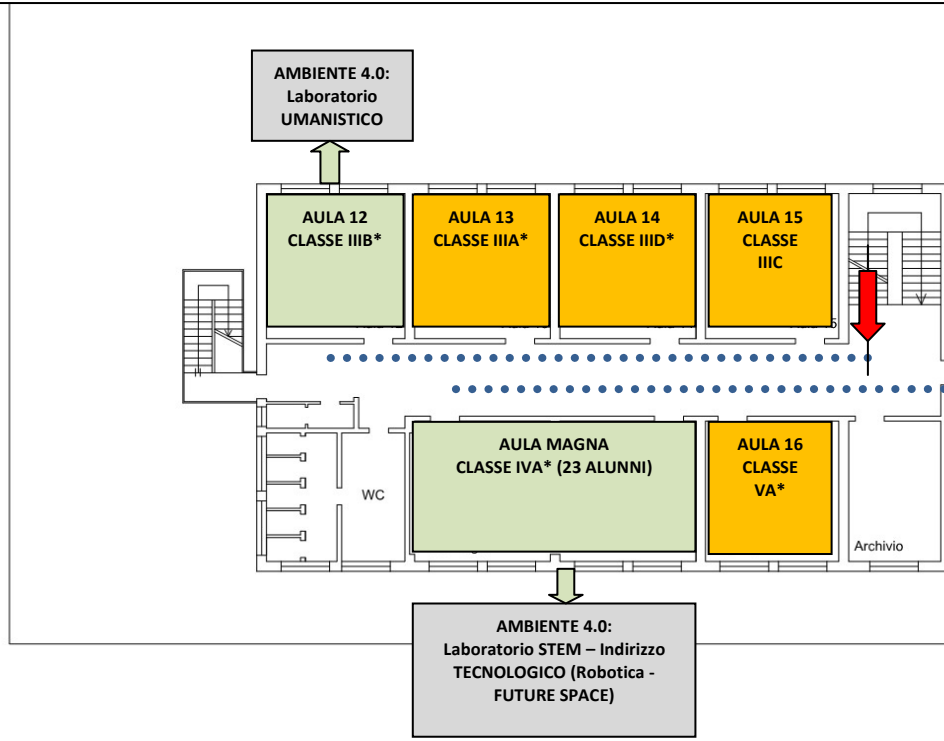 AMBIENTE 4.0:
Laboratorio
UMANISTICO
AULA 12
CLASSE IIIB*
AULA 13
CLASSE IIIA*
AULA 14
CLASSE IIID*
AULA 15
CLASSE
IIIC
AULA MAGNA
CLASSE IVA* (23 ALUNNI)
AULA 16
CLASSE
VA*
WC
Archivio
AMBIENTE 4.0:
Laboratorio STEM – Indirizzo
TECNOLOGICO (Robotica -
FUTURE SPACE)